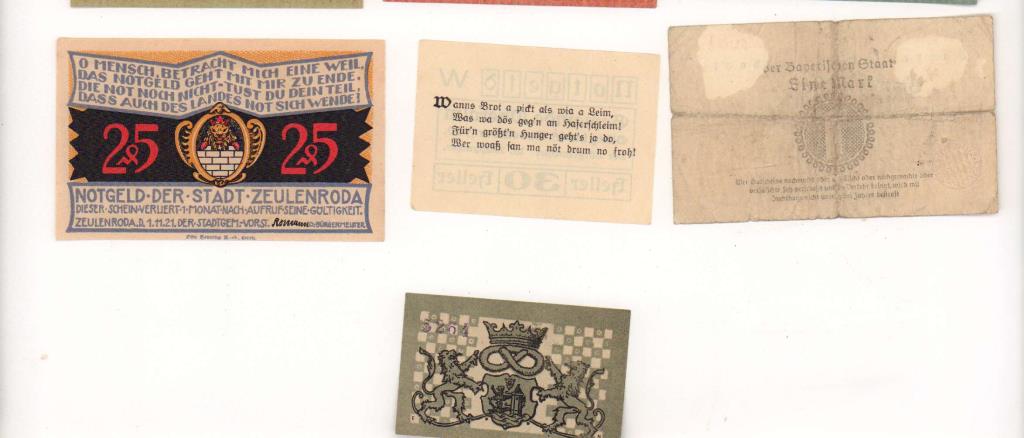 O MENSCH, BETRACHT MICH EINE WEIL,
DAS NOTGELD GEHT MIT MIR ZU ENDE.
DIE NOT NOCH NICHT-TUST MIR DEIN TEIL,
DASS AUCH DES LANDES NOT SICH WENDE!
25 25
NOTGELD·DER·STADT·ZEULENRODA
DIESER·SCHEIN·VERLIERT·1·MONAT·NACH·AUFRUF·SEINE·GÜLTIGKEIT.
ZEULENRODA,D,1.11.21.DER·STADTGEM:-VORST. BÜRGERMEISTER
Wanns Brot a pickt als wia a Leim,
Was wa dös geg'n an Haferschleim!
Für'n größt'n Hunger geht's ja do,
Wer woaß san ma nöt drum no froh!
Heller 30 Heller
der Bayerischen Staat
Eine Mark